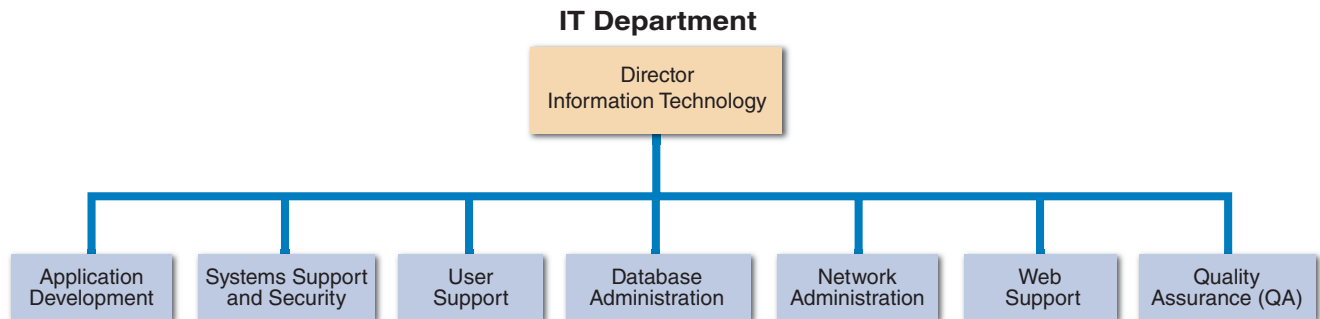 IT Department
Director
Information Technology
Application
Development
Systems Support
and Security
User
Support
Database
Administration
Network
Administration
Web
Support
Quality
Assurance (QA)